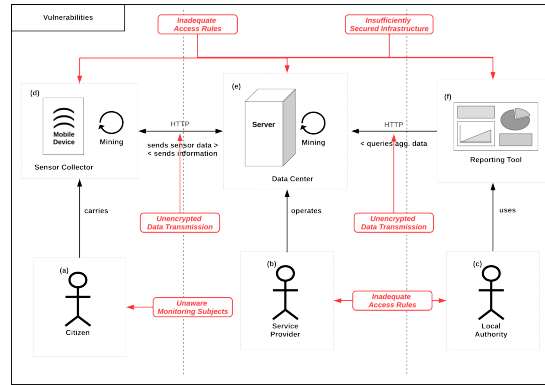 Vulnerabilities
Inadequate
Access Rules
Insufficiently
Secured Infrastructure
(d)
Mobile
Device
Mining
Sensor Collector
HTTP
sends sensor data >
< sends information
(e)
Server
Mining
Data Center
HTTP
< queries agg. data
(f)
Reporting Tool
carries
Unencrypted
Data Transmission
operates
Unencrypted
Data Transmission
uses
(a)
Citizen
Unaware
Monitoring Subjects
(b)
Service
Provider
Inadequate
Access Rules
(c)
Local
Authority